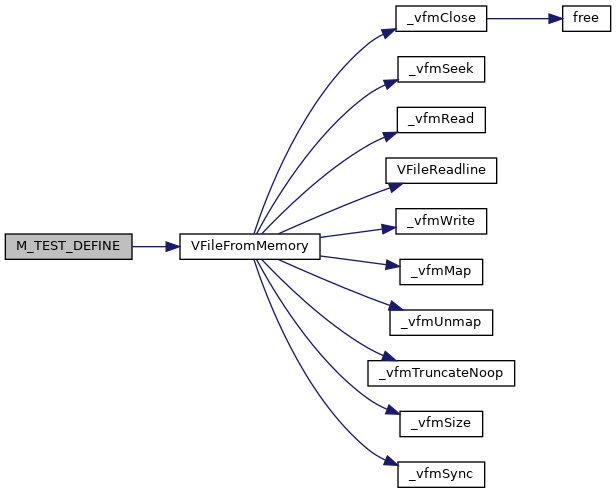 M_TEST_DEFINE
VFileFromMemory
_vfmClose
free
_vfmSeek
_vfmRead
VFileReadline
_vfmWrite
_vfmMap
_vfmUnmap
_vfmTruncateNoop
_vfmSize
_vfmSync